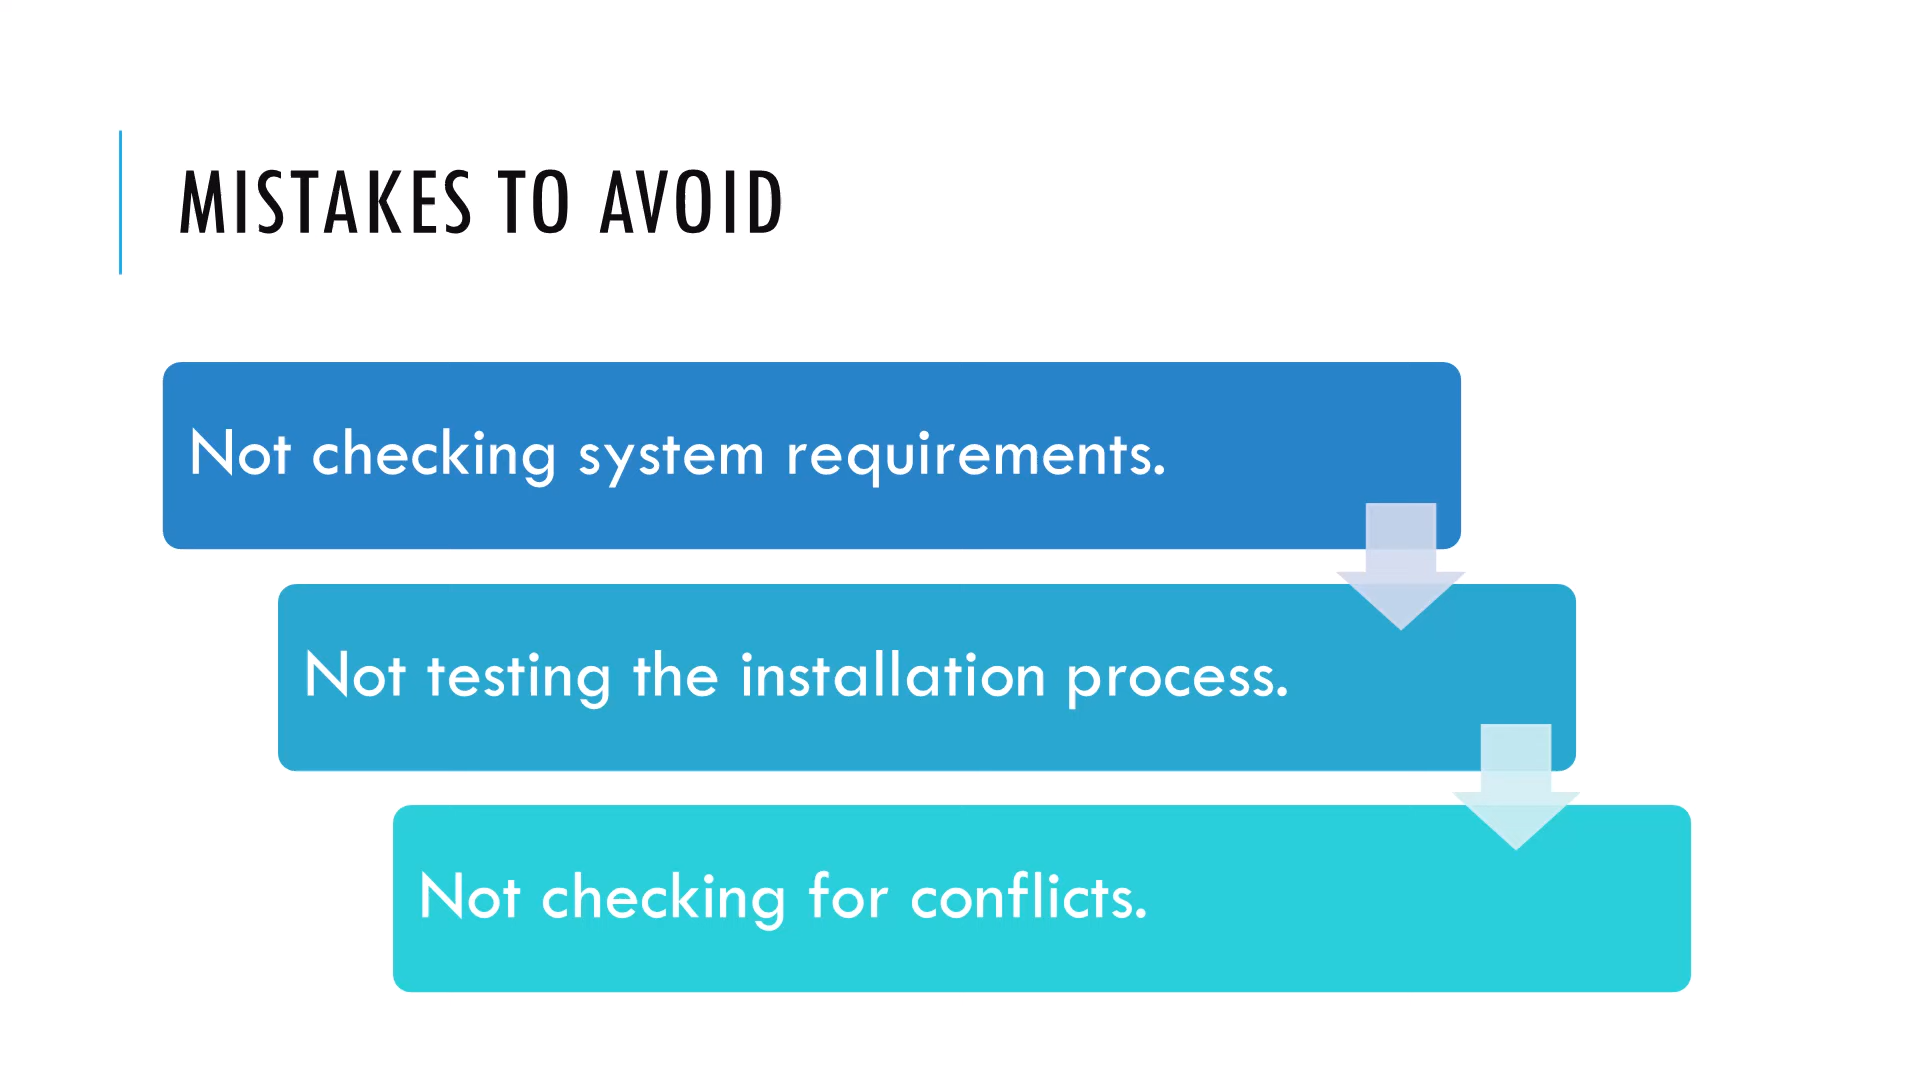 MISTAKES TO AVOID
Not checking system requirements.
Not testing the installation process.
Not checking for conflicts.